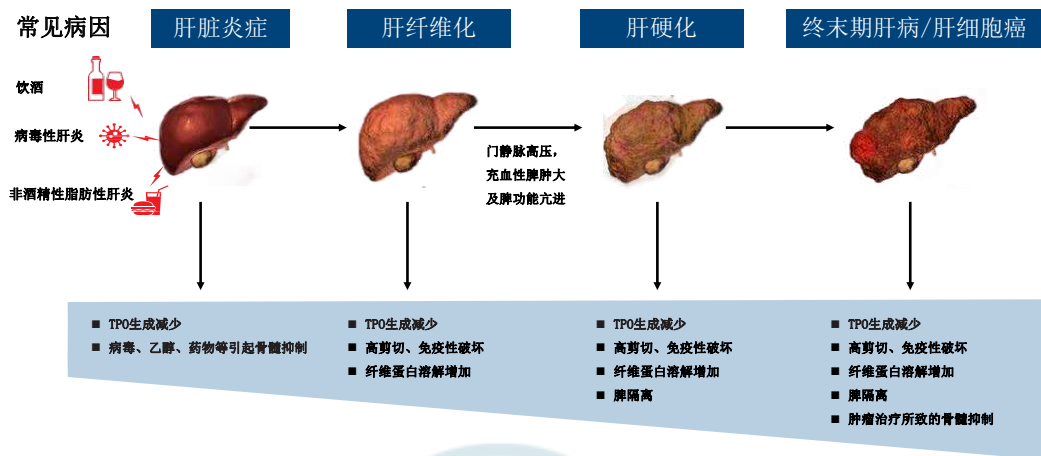 常见病因
肝脏炎症
肝纤维化
肝硬化
终末期肝病/肝细胞癌
饮酒
病毒性肝炎
非酒精性脂肪性肝炎
门静脉高压，
充血性脾肿大
及脾功能亢进
■ TPO生成减少
■ 病毒、乙醇、药物等引起骨髓抑制
■ TPO生成减少
■ 高剪切、免疫性破坏
■ 纤维蛋白溶解增加
■ TPO生成减少
■ 高剪切、免疫性破坏
■ 纤维蛋白溶解增加
■ 脾隔离
■ TPO生成减少
■ 高剪切、免疫性破坏
■ 纤维蛋白溶解增加
■ 脾隔离
■ 肿瘤治疗所致的骨髓抑制